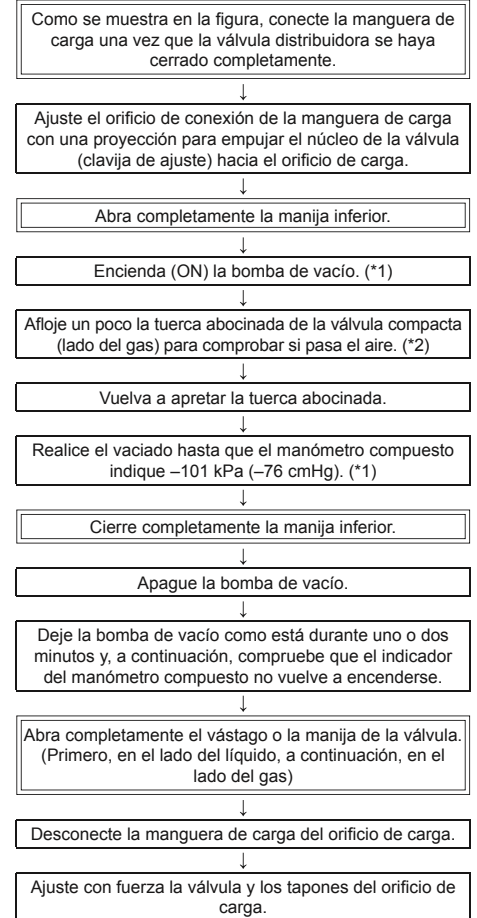 Como se muestra en la figura, conecte la manguera de
carga una vez que la válvula distribuidora se haya
cerrado completamente.
↓
Ajuste el orificio de conexión de la manguera de carga
con una proyección para empujar el núcleo de la válvula
(clavija de ajuste) hacia el orificio de carga.
↓
Abra completamente la manija inferior.
↓
Encienda (ON) la bomba de vacío. (*1)
↓
Afloje un poco la tuerca abocinada de la válvula compacta
(lado del gas) para comprobar si pasa el aire. (*2)
↓
Vuelva a apretar la tuerca abocinada.
↓
Realice el vaciado hasta que el manómetro compuesto
indique –101 kPa (–76 cmHg). (*1)
↓
Cierre completamente la manija inferior.
↓
Apague la bomba de vacío.
↓
Deje la bomba de vacío como está durante uno o dos
minutos y, a continuación, compruebe que el indicador
del manómetro compuesto no vuelve a encenderse.
↓
Abra completamente el vástago o la manija de la válvula.
(Primero, en el lado del líquido, a continuación, en el
lado del gas)
↓
Desconecte la manguera de carga del orificio de carga.
↓
Ajuste con fuerza la válvula y los tapones del orificio de
carga.